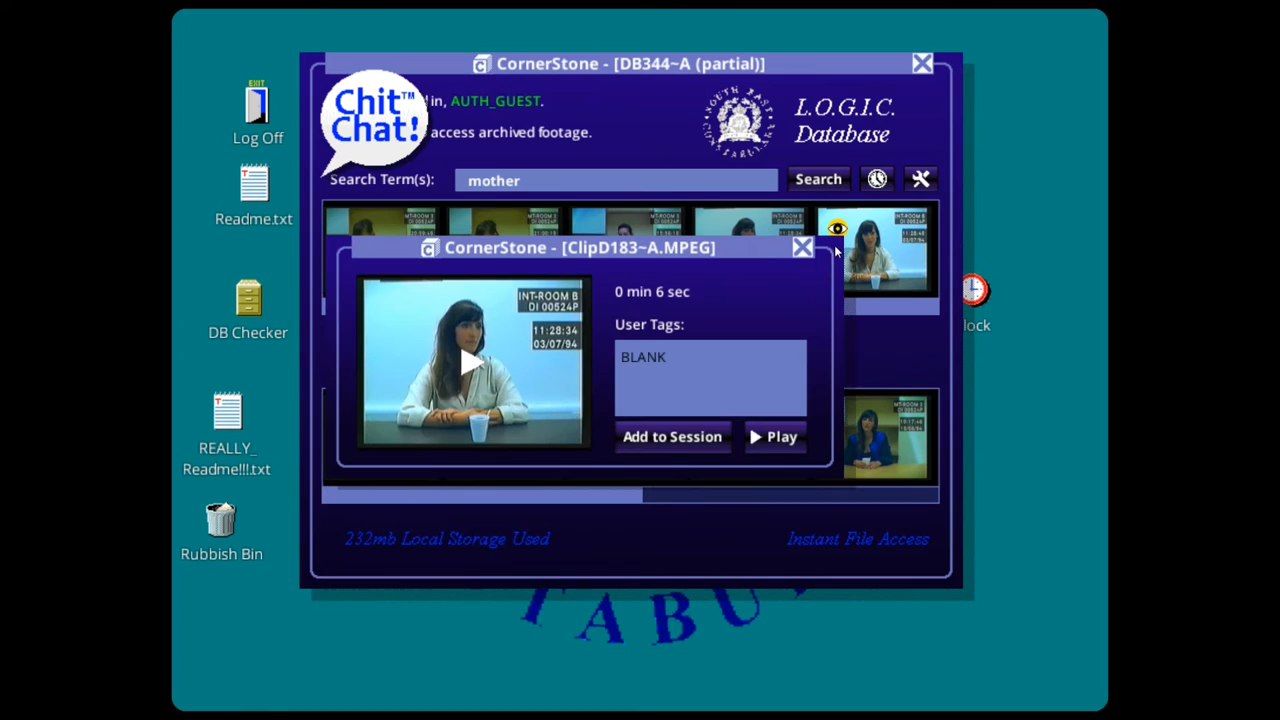 CornerStone - [DB344~A (partial)]
EXIT
Log Off
Chit™
Chat!
in, AUTH_GUEST.
access archived footage.
L.O.G.I.C.
Database
Readme.txt
Search Term(s):
mother
Search
CornerStone - [ClipD183~A.MPEG]
INT-ROOM B
DI 00524P
11:28:34
03/07/94
0 min 6 sec
User Tags:
BLANK
Add to Session
Play
DB Checker
lock
REALLY_
Readme!!!.txt
Rubbish Bin
232mb Local Storage Used
Instant File Access
TABU